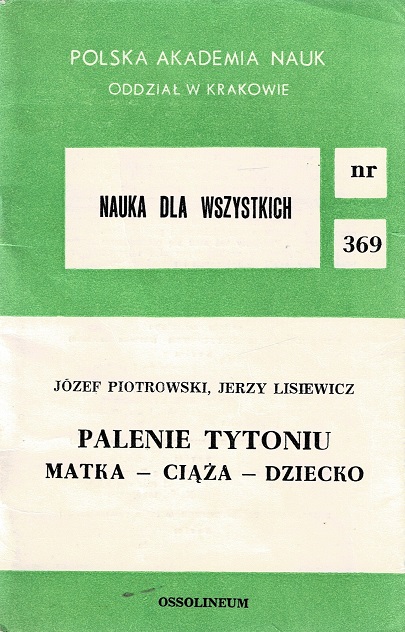 POLSKA AKADEMIA NAUK
ODDZIAŁ W KRAKOWIE
NAUKA DLA WSZYSTKICH
nr
369
JÓZEF PIOTROWSKI, JERZY LISIEWICZ
PALENIE TYTONIU
MATKA – CIĄŻA – DZIECKO
OSSOLINEUM